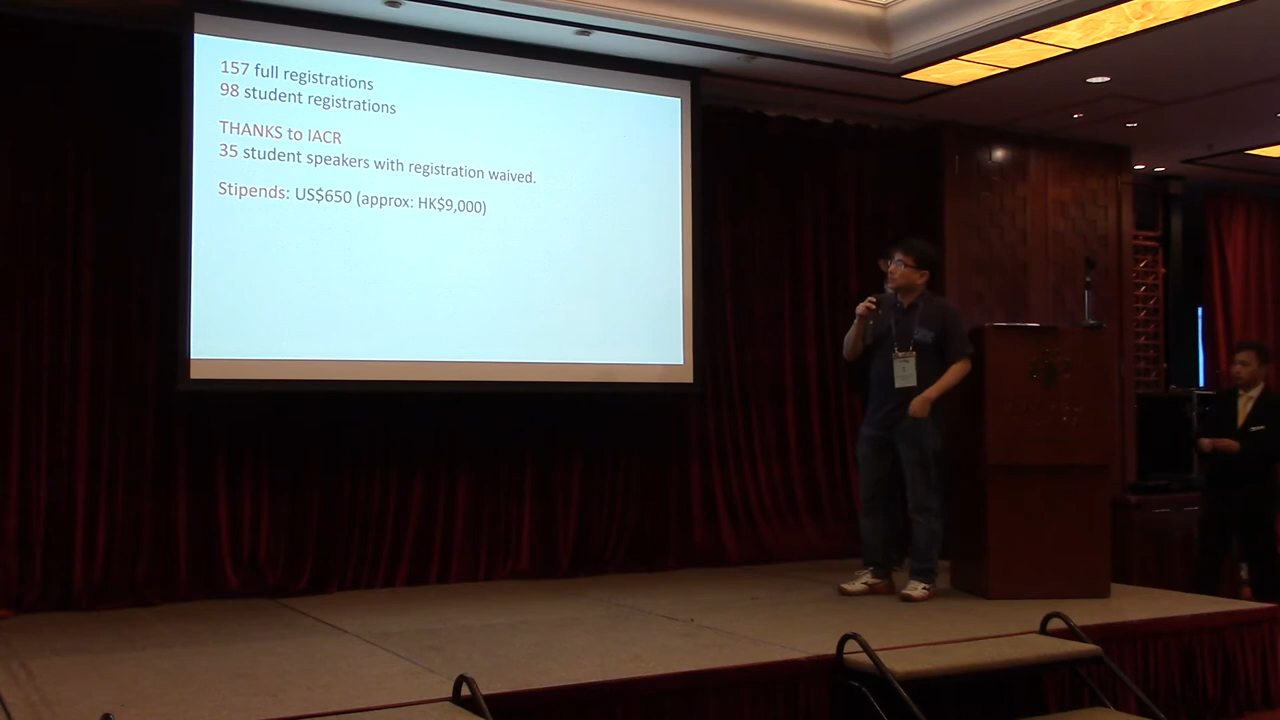 157 full registrations
98 student registrations
THANKS to IACR
35 student speakers with registration waived.
Stipends: US$650 (approx: HK$9,000)